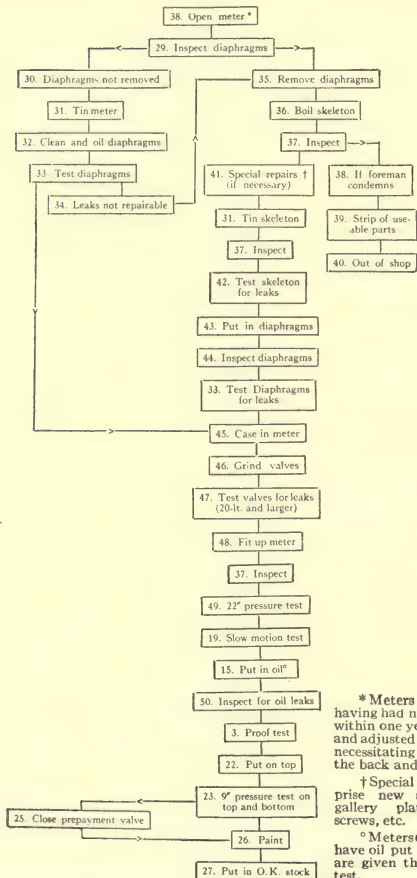 38. Open meter *
29. Inspect diaphragms
30. Diaphragms not removed
35. Remove diaphragms
31. Tin meter
36. Boil skeleton
32. Clean and oil diaphragms
37. Inspect
33. Test diaphragms
41. Special repairs †
(if necessary)
38. If foreman
condemns
34. Leaks not repairable
31. Tin skeleton
39. Strip of use-
able parts
37. Inspect
40. Out of shop
42. Test skeleton
for leaks
43. Put in diaphragms
44. Inspect diaphragms
33. Test Diaphragms
for leaks
45. Case in meter
46. Grind valves
47. Test valves for leaks
(20-lt. and larger)
48. Fit up meter
37. Inspect
49. 22" pressure test
19. Slow motion test
15. Put in oil°
50. Inspect for oil leaks
3. Proof test
22. Put on top
23. 9" pressure test on
top and bottom
25. Close prepayment valve
26. Paint
27. Put in O.K. stock
* Meters
having had n
within one ye
and adjusted
necessitating
the back and
† Special
prise new
gallery pla
screws, etc.
° Meters
have oil put
are given th
test.